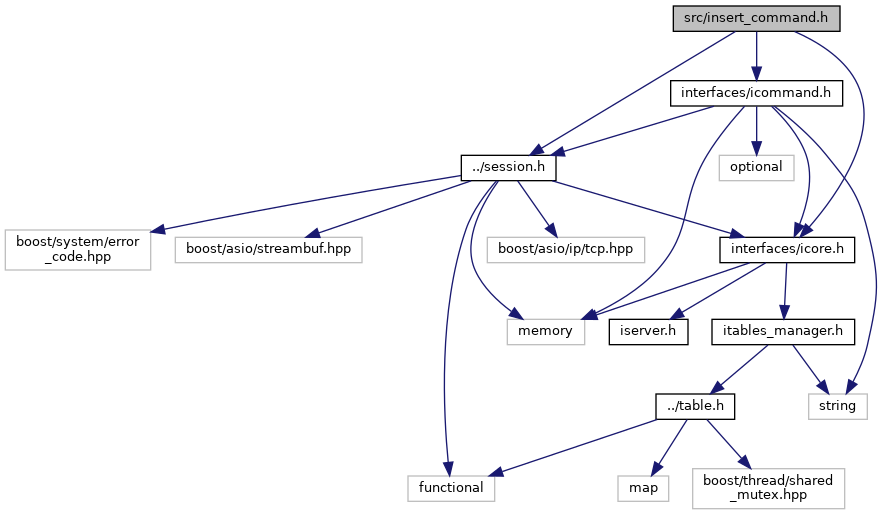 src/insert_command.h
interfaces/icommand.h
../session.h
optional
boost/system/error
_code.hpp
boost/asio/streambuf.hpp
boost/asio/ip/tcp.hpp
interfaces/icore.h
memory
iserver.h
itables_manager.h
../table.h
string
functional
map
boost/thread/shared
_mutex.hpp